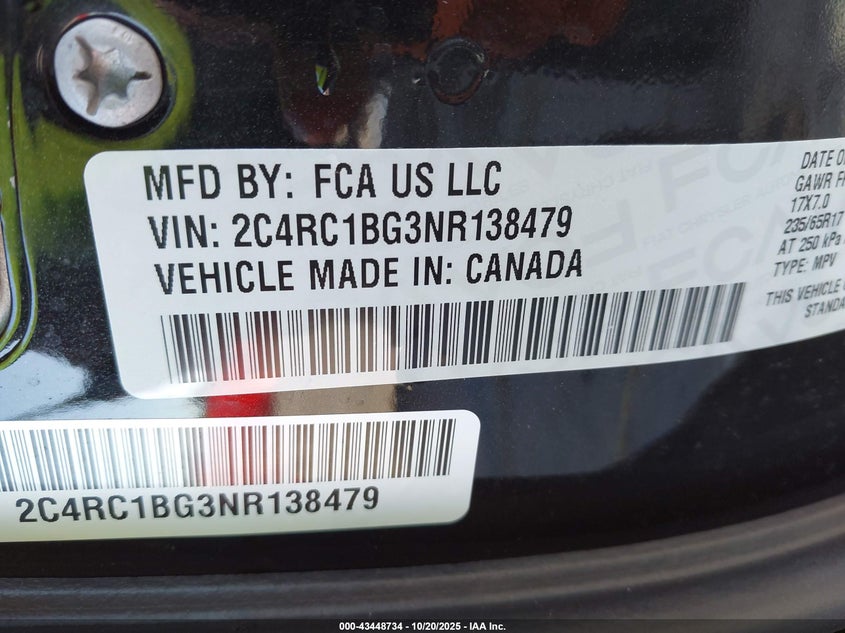 MFD BY: FCA US LLC
VIN: 2C4RC1BG3NR138479
VEHICLE MADE IN: CANADA
DATE O
GAWR FR
17X7.0
235/65R17
AT 250 kPa
TYPE: MPV
THIS VEHICLE
STANDA
2C4RC1BG3NR138479
000-43448734 | 10/20/2025 – IAA Inc.